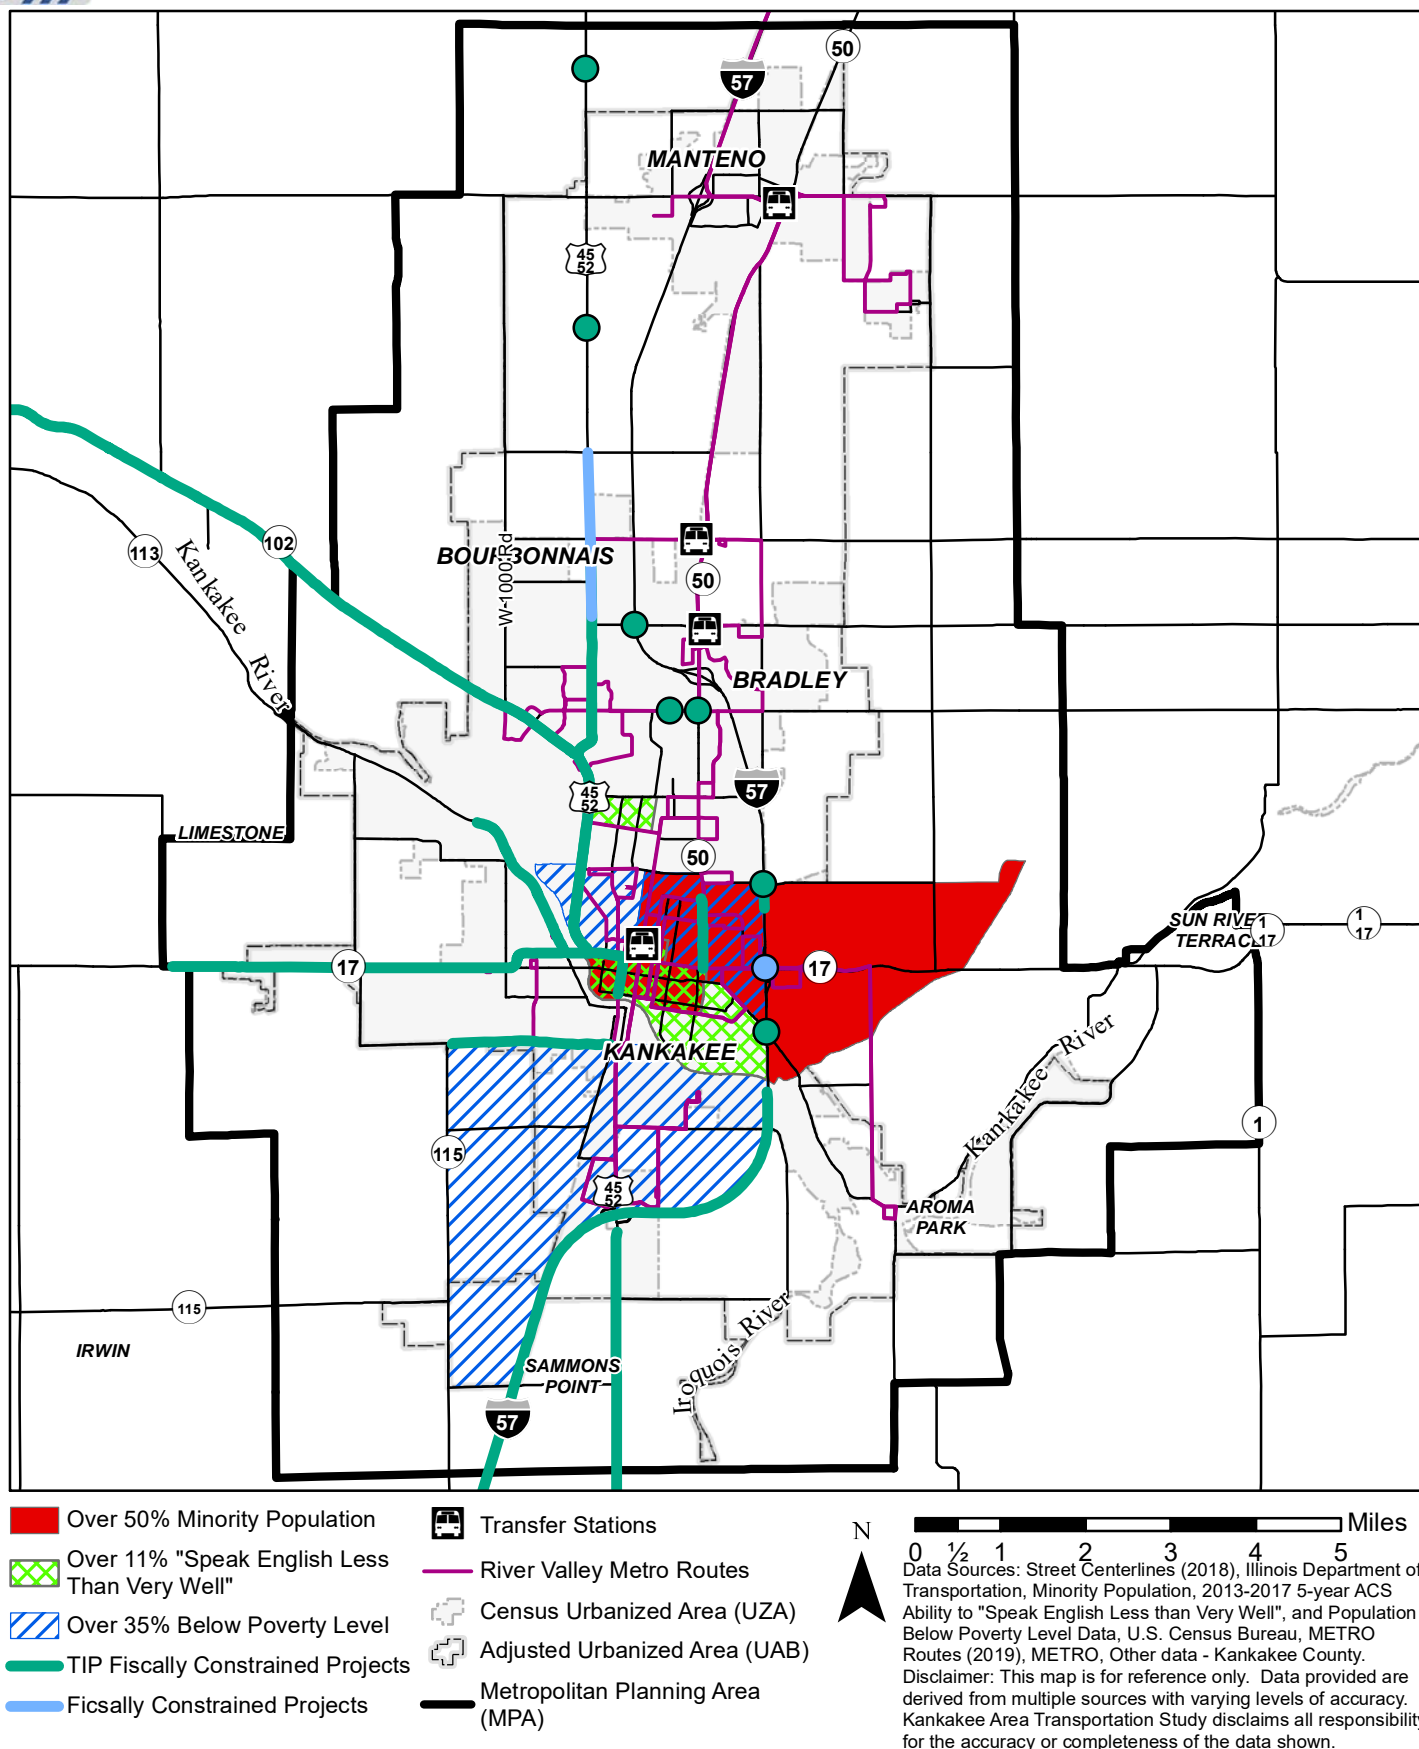 50
57
MANTENO
45
52
102
113
Kankakee
River
BOURBONNAIS
W-1000 Rd
50
BRADLEY
57
45
52
LIMESTONE
50
SUN RIVER
TERRACE
1
17
1
17
17
17
KANKAKEE
Kankakee River
115
1
45
52
AROMA
PARK
115
Iroquois River
IRWIN
SAMMONS
POINT
57
Over 50% Minority Population
Over 11% "Speak English Less
Than Very Well"
Over 35% Below Poverty Level
TIP Fiscally Constrained Projects
Ficsally Constrained Projects
Transfer Stations
River Valley Metro Routes
Census Urbanized Area (UZA)
Adjusted Urbanized Area (UAB)
Metropolitan Planning Area
(MPA)
N
Miles
0 ½ 1 2 3 4 5
Data Sources: Street Centerlines (2018), Illinois Department of
Transportation, Minority Population, 2013-2017 5-year ACS
Ability to "Speak English Less than Very Well", and Population
Below Poverty Level Data, U.S. Census Bureau, METRO
Routes (2019), METRO, Other data - Kankakee County.
Disclaimer: This map is for reference only. Data provided are
derived from multiple sources with varying levels of accuracy.
Kankakee Area Transportation Study disclaims all responsibility
for the accuracy or completeness of the data shown.